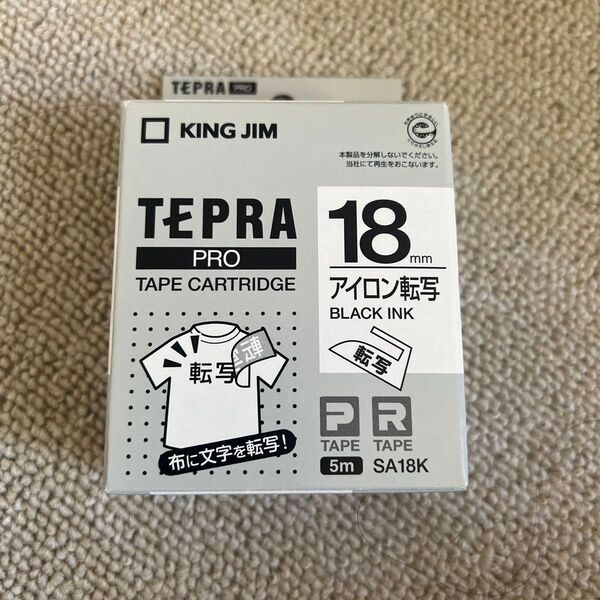 TEPRA PRO
KING JIM
本製品を分解しないでください。
当社にて再生をおこないます。
TEPRA
PRO
TAPE CARTRIDGE
18mm
アイロン転写
BLACK INK
転写
転写
布に文字を転写!
P
TAPE
5m
R
TAPE
SA18K